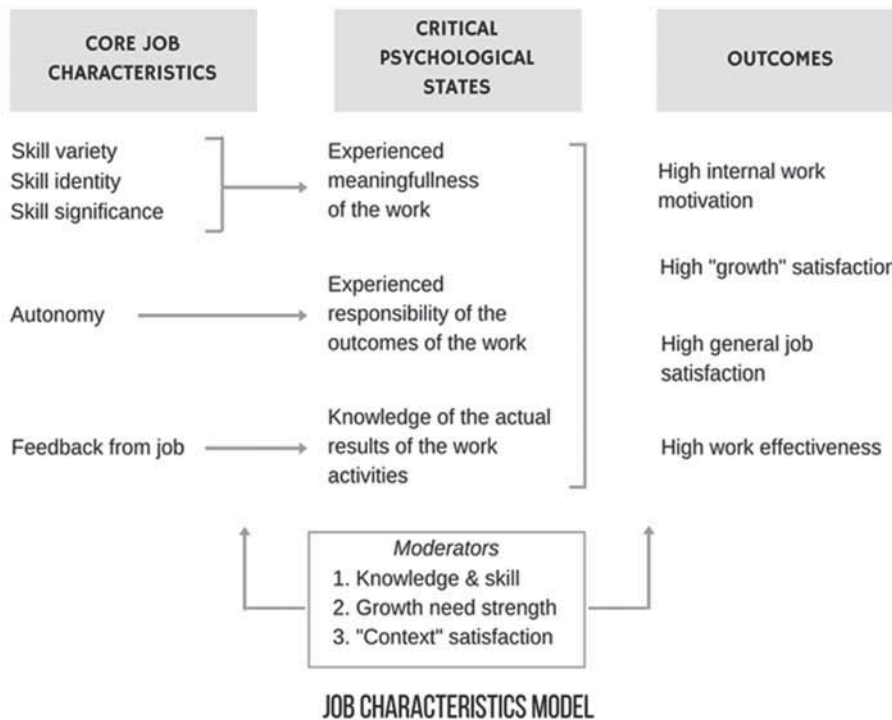 CORE JOB
CHARACTERISTICS
CRITICAL
PSYCHOLOGICAL
STATES
OUTCOMES
Skill variety
Skill identity
Skill significance
Experienced
meaningfullness
of the work
High internal work
motivation
High "growth" satisfaction
Autonomy
Experienced
responsibility of the
outcomes of the work
High general job
satisfaction
Feedback from job
Knowledge of the actual
results of the work
activities
High work effectiveness
Moderators
1. Knowledge & skill
2. Growth need strength
3. "Context" satisfaction
JOB CHARACTERISTICS MODEL